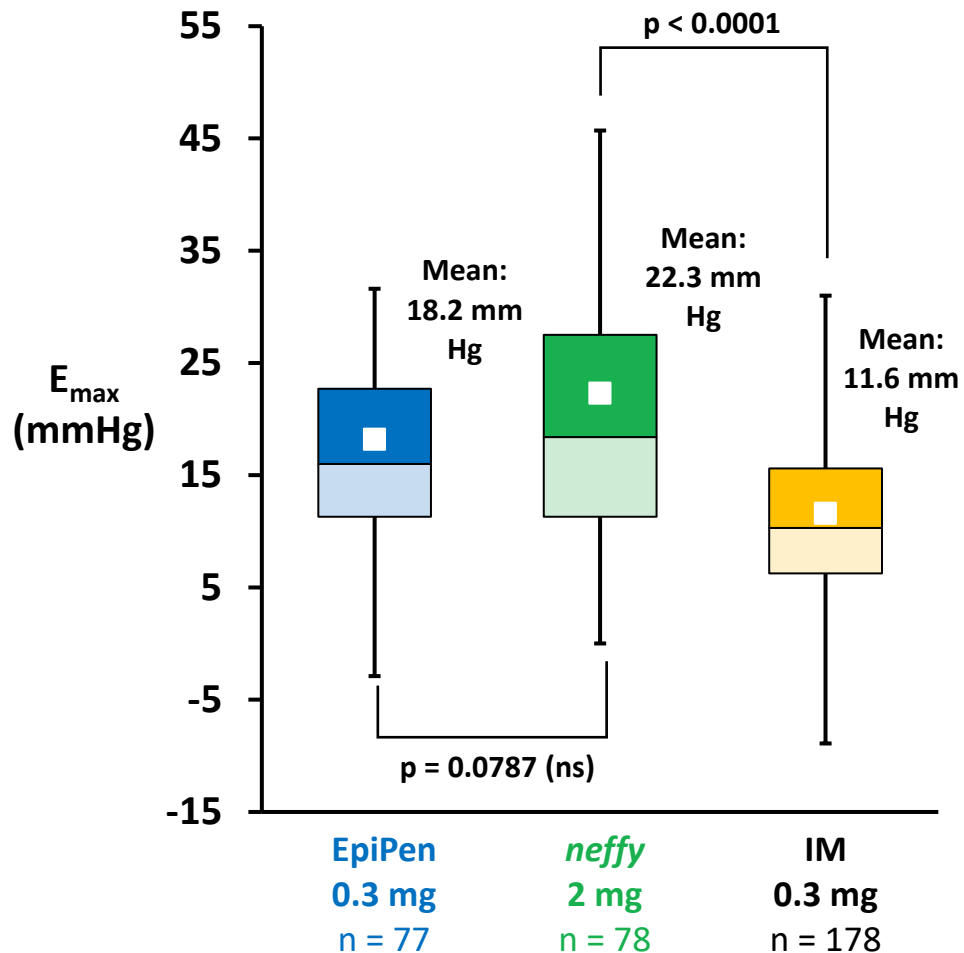 p < 0.0001
55
45
35
25
15
5
-5
-15
E_max
(mmHg)
Mean:
18.2 mm
Hg
Mean:
22.3 mm
Hg
Mean:
11.6 mm
Hg
p = 0.0787 (ns)
EpiPen
0.3 mg
n = 77
neffy
2 mg
n = 78
IM
0.3 mg
n = 178